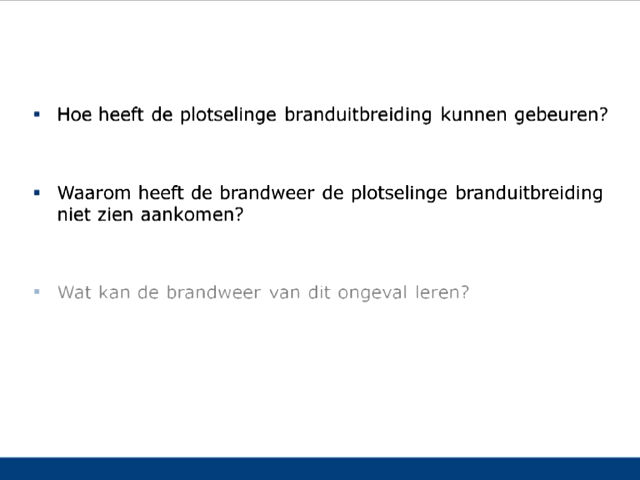 ▪ Hoe heeft de plotselinge branduitbreiding kunnen gebeuren?
▪ Waarom heeft de brandweer de plotselinge branduitbreiding
niet zien aankomen?
▪ Wat kan de brandweer van dit ongeval leren?